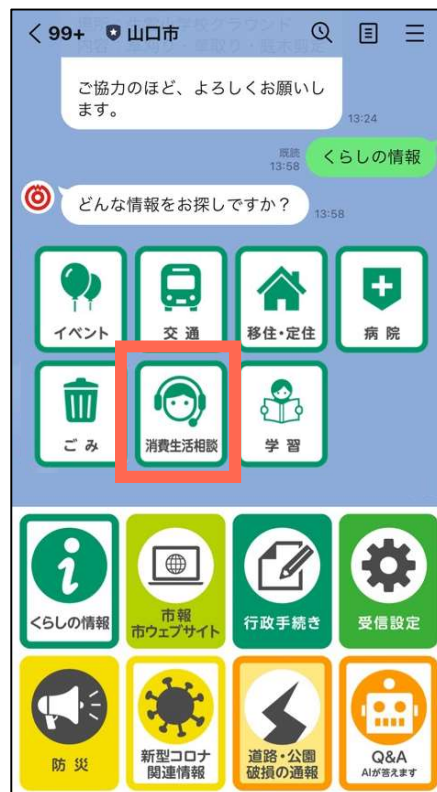 99+ 山口市
ご協力のほど、よろしくお願いし
ます。
13:24
既読
13:58
くらしの情報
どんな情報をお探しですか?
13:58
イベント
交通
移住・定住
病院
ごみ
消費生活相談
学習
くらしの情報
市報
市ウェブサイト
行政手続き
受信設定
防災
新型コロナ
関連情報
道路・公園
破損の通報
Q&A
AIが答えます